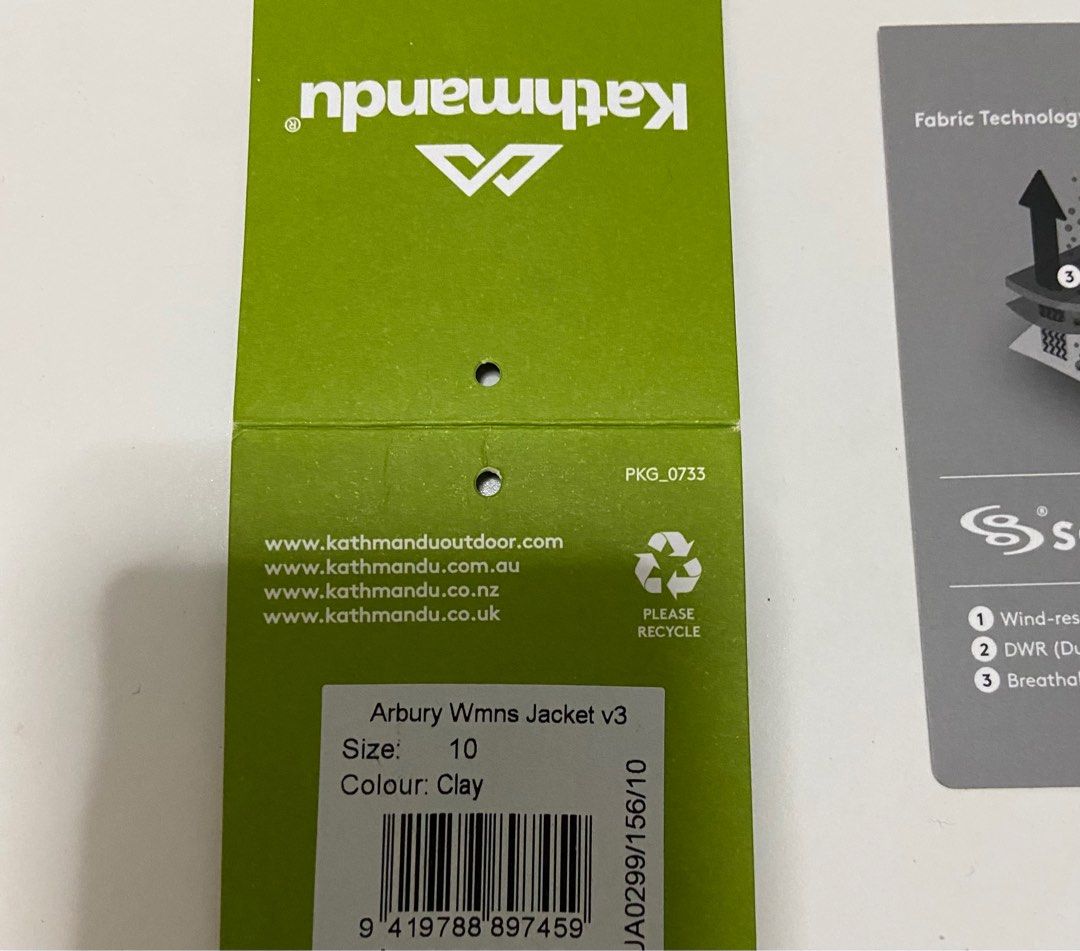 Kathmandu®
PKG_0733
www.kathmanduoutdoor.com
www.kathmandu.com.au
www.kathmandu.co.nz
www.kathmandu.co.uk
PLEASE
RECYCLE
Arbury Wmns Jacket v3
Size: 10
Colour: Clay
9 419788 897459
JA0299/156/10
Fabric Technology
3
®
1 Wind-res
2 DWR (Du
3 Breatha